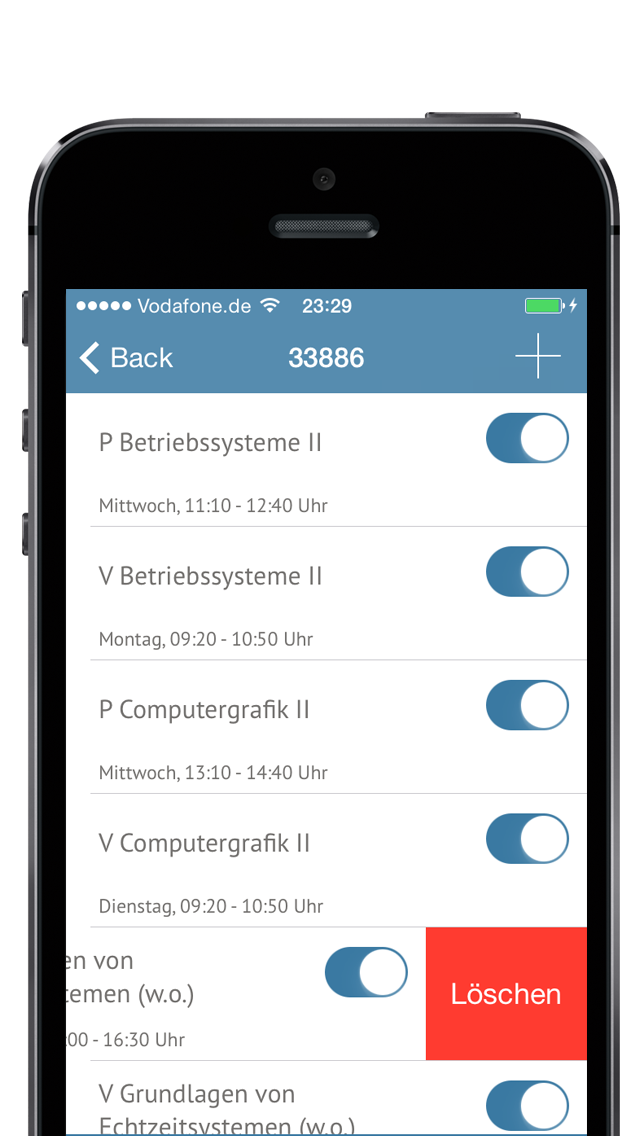 Vodafone.de 23:29
Back 33886
P Betriebssysteme II
Mittwoch, 11:10 - 12:40 Uhr
V Betriebssysteme II
Montag, 09:20 - 10:50 Uhr
P Computergrafik II
Mittwoch, 13:10 - 14:40 Uhr
V Computergrafik II
Dienstag, 09:20 - 10:50 Uhr
en von
temen (w.o.)
Löschen
:00 - 16:30 Uhr
V Grundlagen von
Echtzeitsystemen (w.o.)